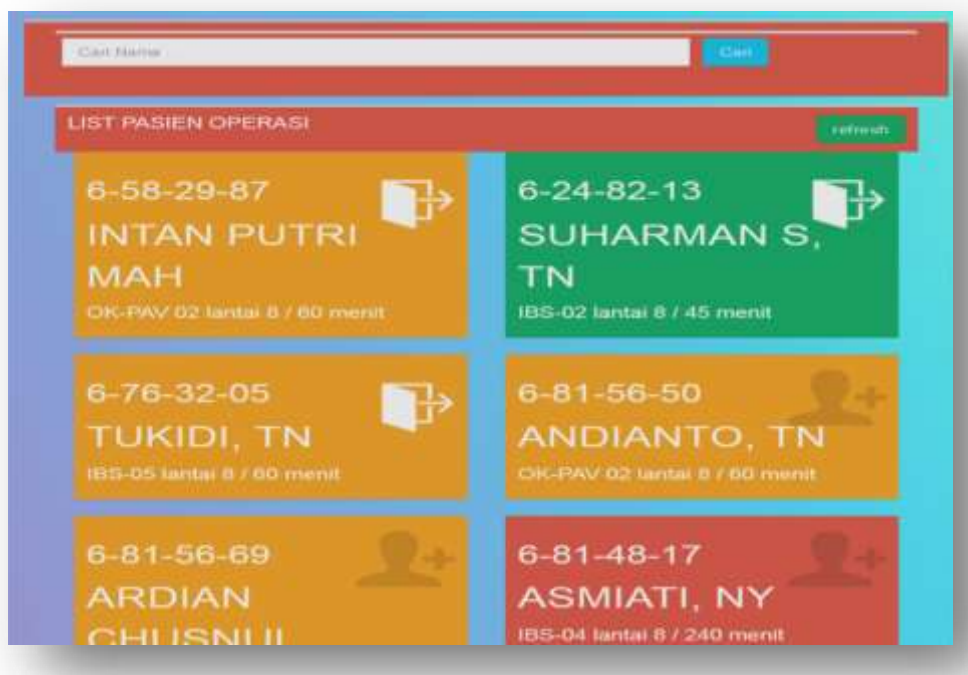 Cari Nama
Cari
LIST PASIEN OPERASI
refresh
6-58-29-87
INTAN PUTRI
MAH
OK-PAV 02 lantai 8 / 60 menit
6-24-82-13
SUHARMAN S,
TN
IBS-02 lantai 8 / 45 menit
6-76-32-05
TUKIDI, TN
IBS-05 lantai 8 / 60 menit
6-81-56-50
ANDIANTO, TN
OK-PAV 02 lantai 8 / 60 menit
6-81-56-69
ARDIAN
CHUSNUL
6-81-48-17
ASMIATI, NY
IBS-04 lantai 8 / 240 menit